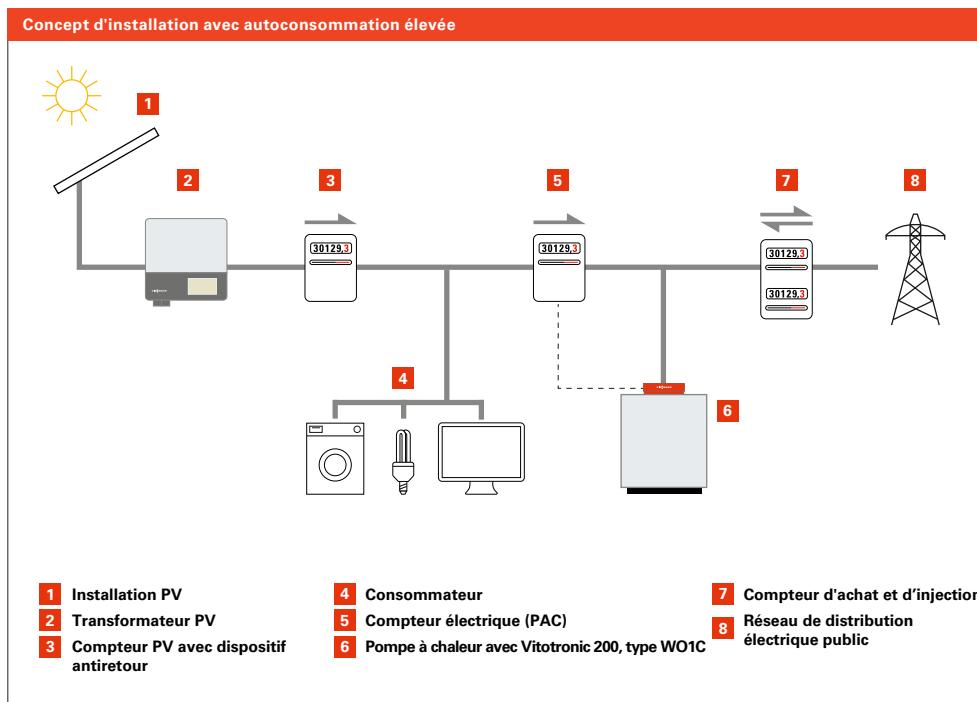 Concept d'installation avec autoconsommation élevée
1
2
3
5
7
8
30129,3
30129,3
30129,3
30129,3
4
6
1 Installation PV
2 Transformateur PV
3 Compteur PV avec dispositif
antiretour
4 Consommateur
5 Compteur électrique (PAC)
6 Pompe à chaleur avec Vitotronic 200, type WO1C
7 Compteur d'achat et d'injection
8 Réseau de distribution
électrique public